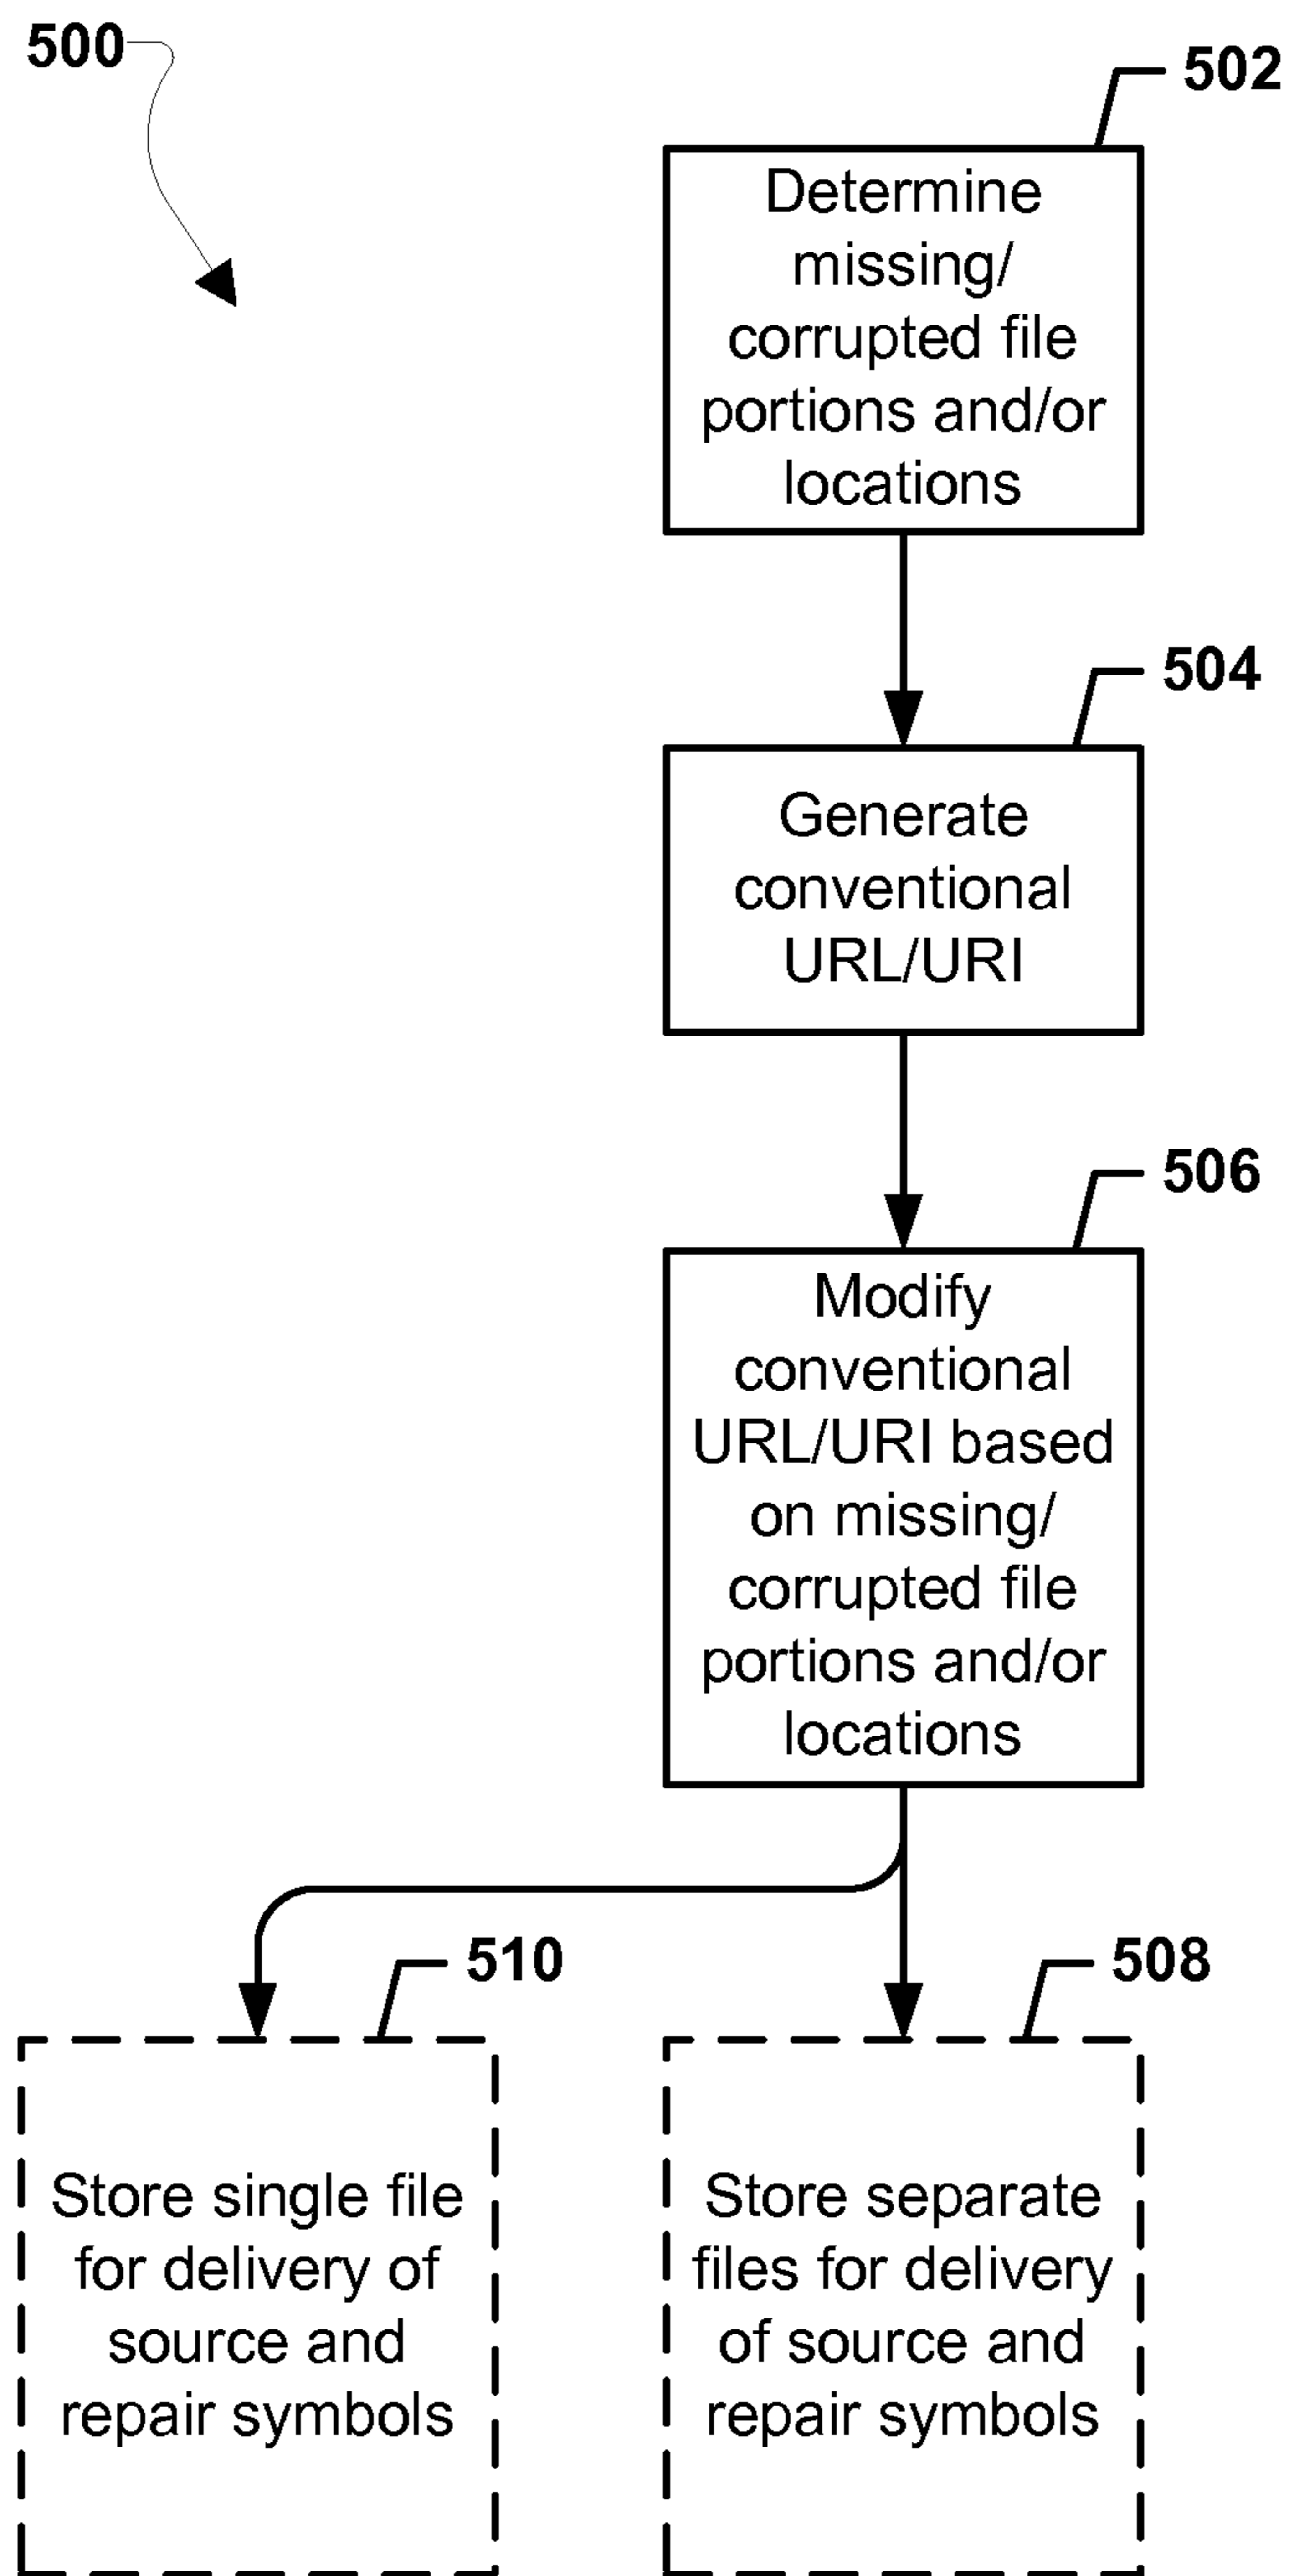 500
502
Determine
missing/
corrupted file
portions and/or
locations
504
Generate
conventional
URL/URI
506
Modify
conventional
URL/URI based
on missing/
corrupted file
portions and/or
locations
510
Store single file
for delivery of
source and
repair symbols
508
Store separate
files for delivery
of source and
repair symbols